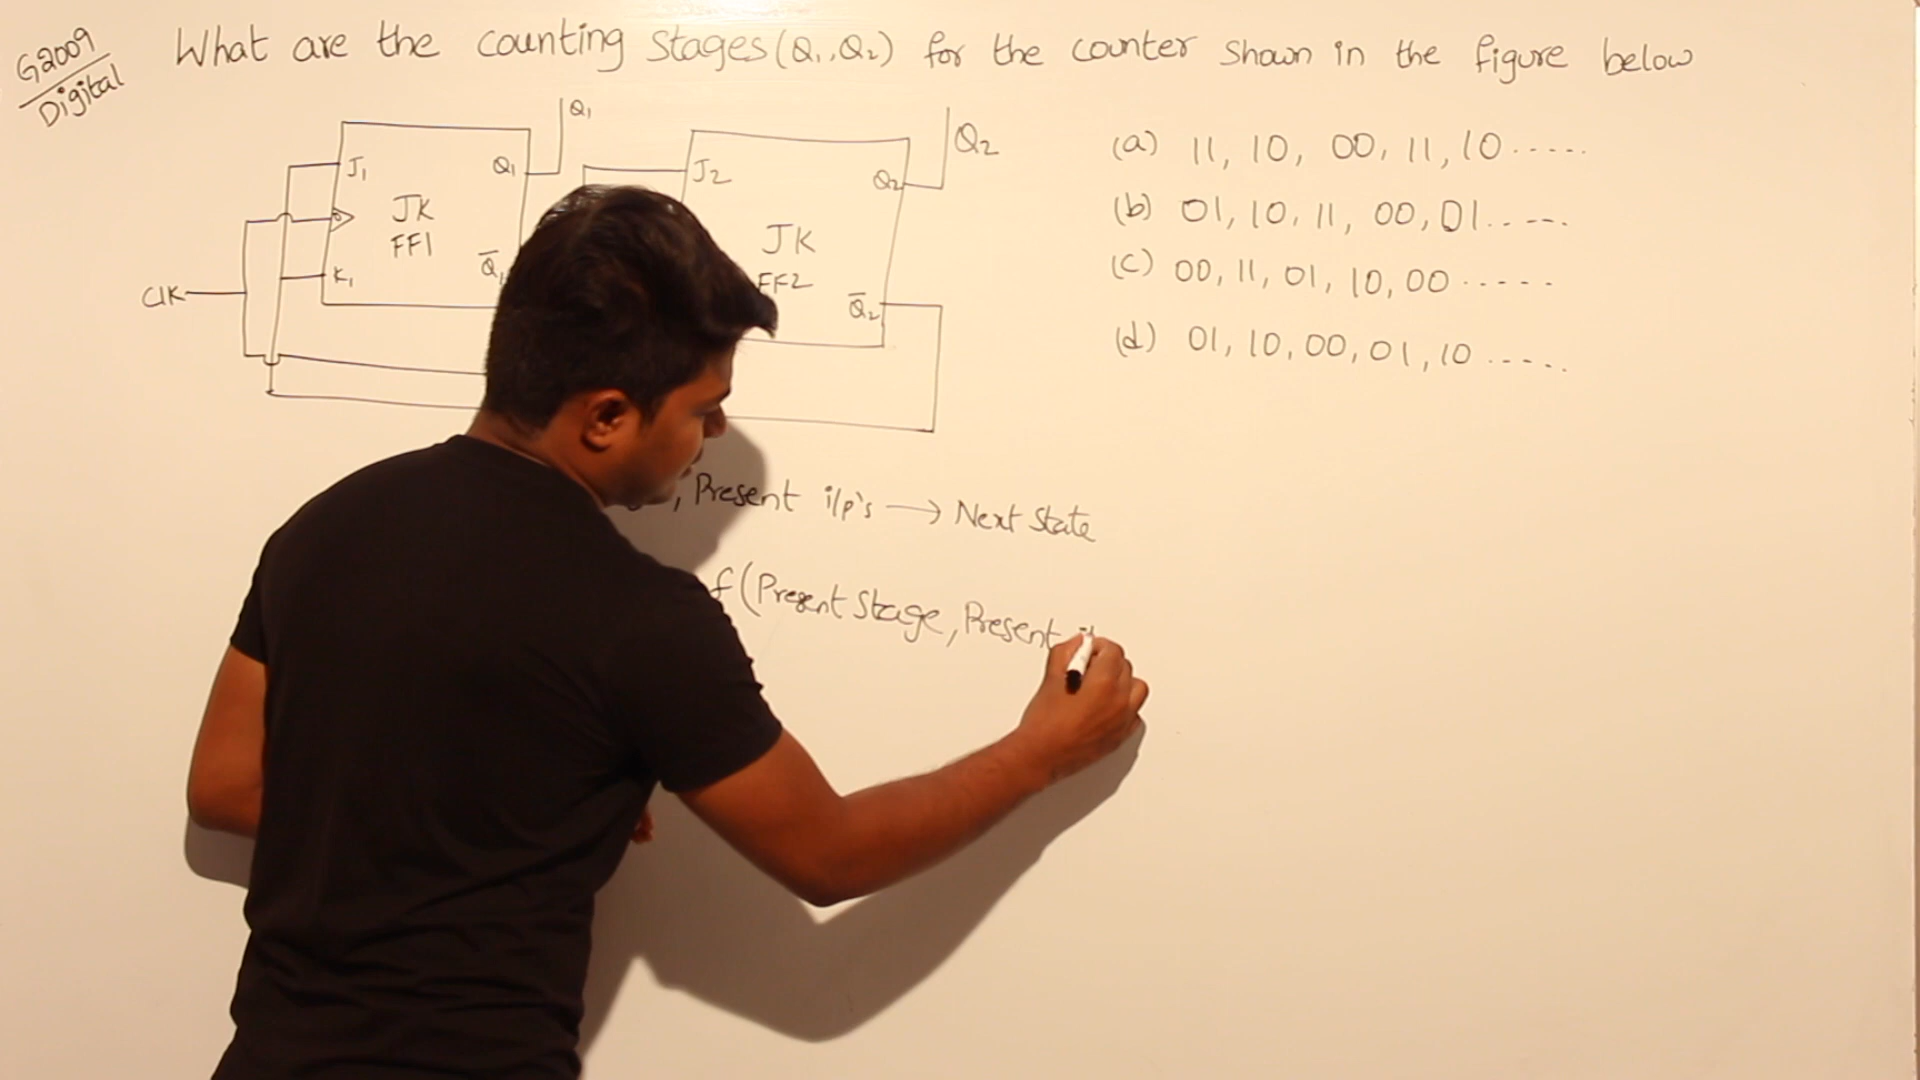 G2009
Digital
What are the counting stages (Q1, Q2) for the counter shown in the figure below
Q1
Q2
J1
Q1
J2
Q2
JK
FF1
JK
FF2
Q̅1
K1
Q̅2
ClK
(a) 11, 10, 00, 11, 10.....
(b) 01, 10, 11, 00, 01.....
(c) 00, 11, 01, 10, 00.....
(d) 01, 10, 00, 01, 10.....
, Present i/p's → Next State
f (Present Stage, Present